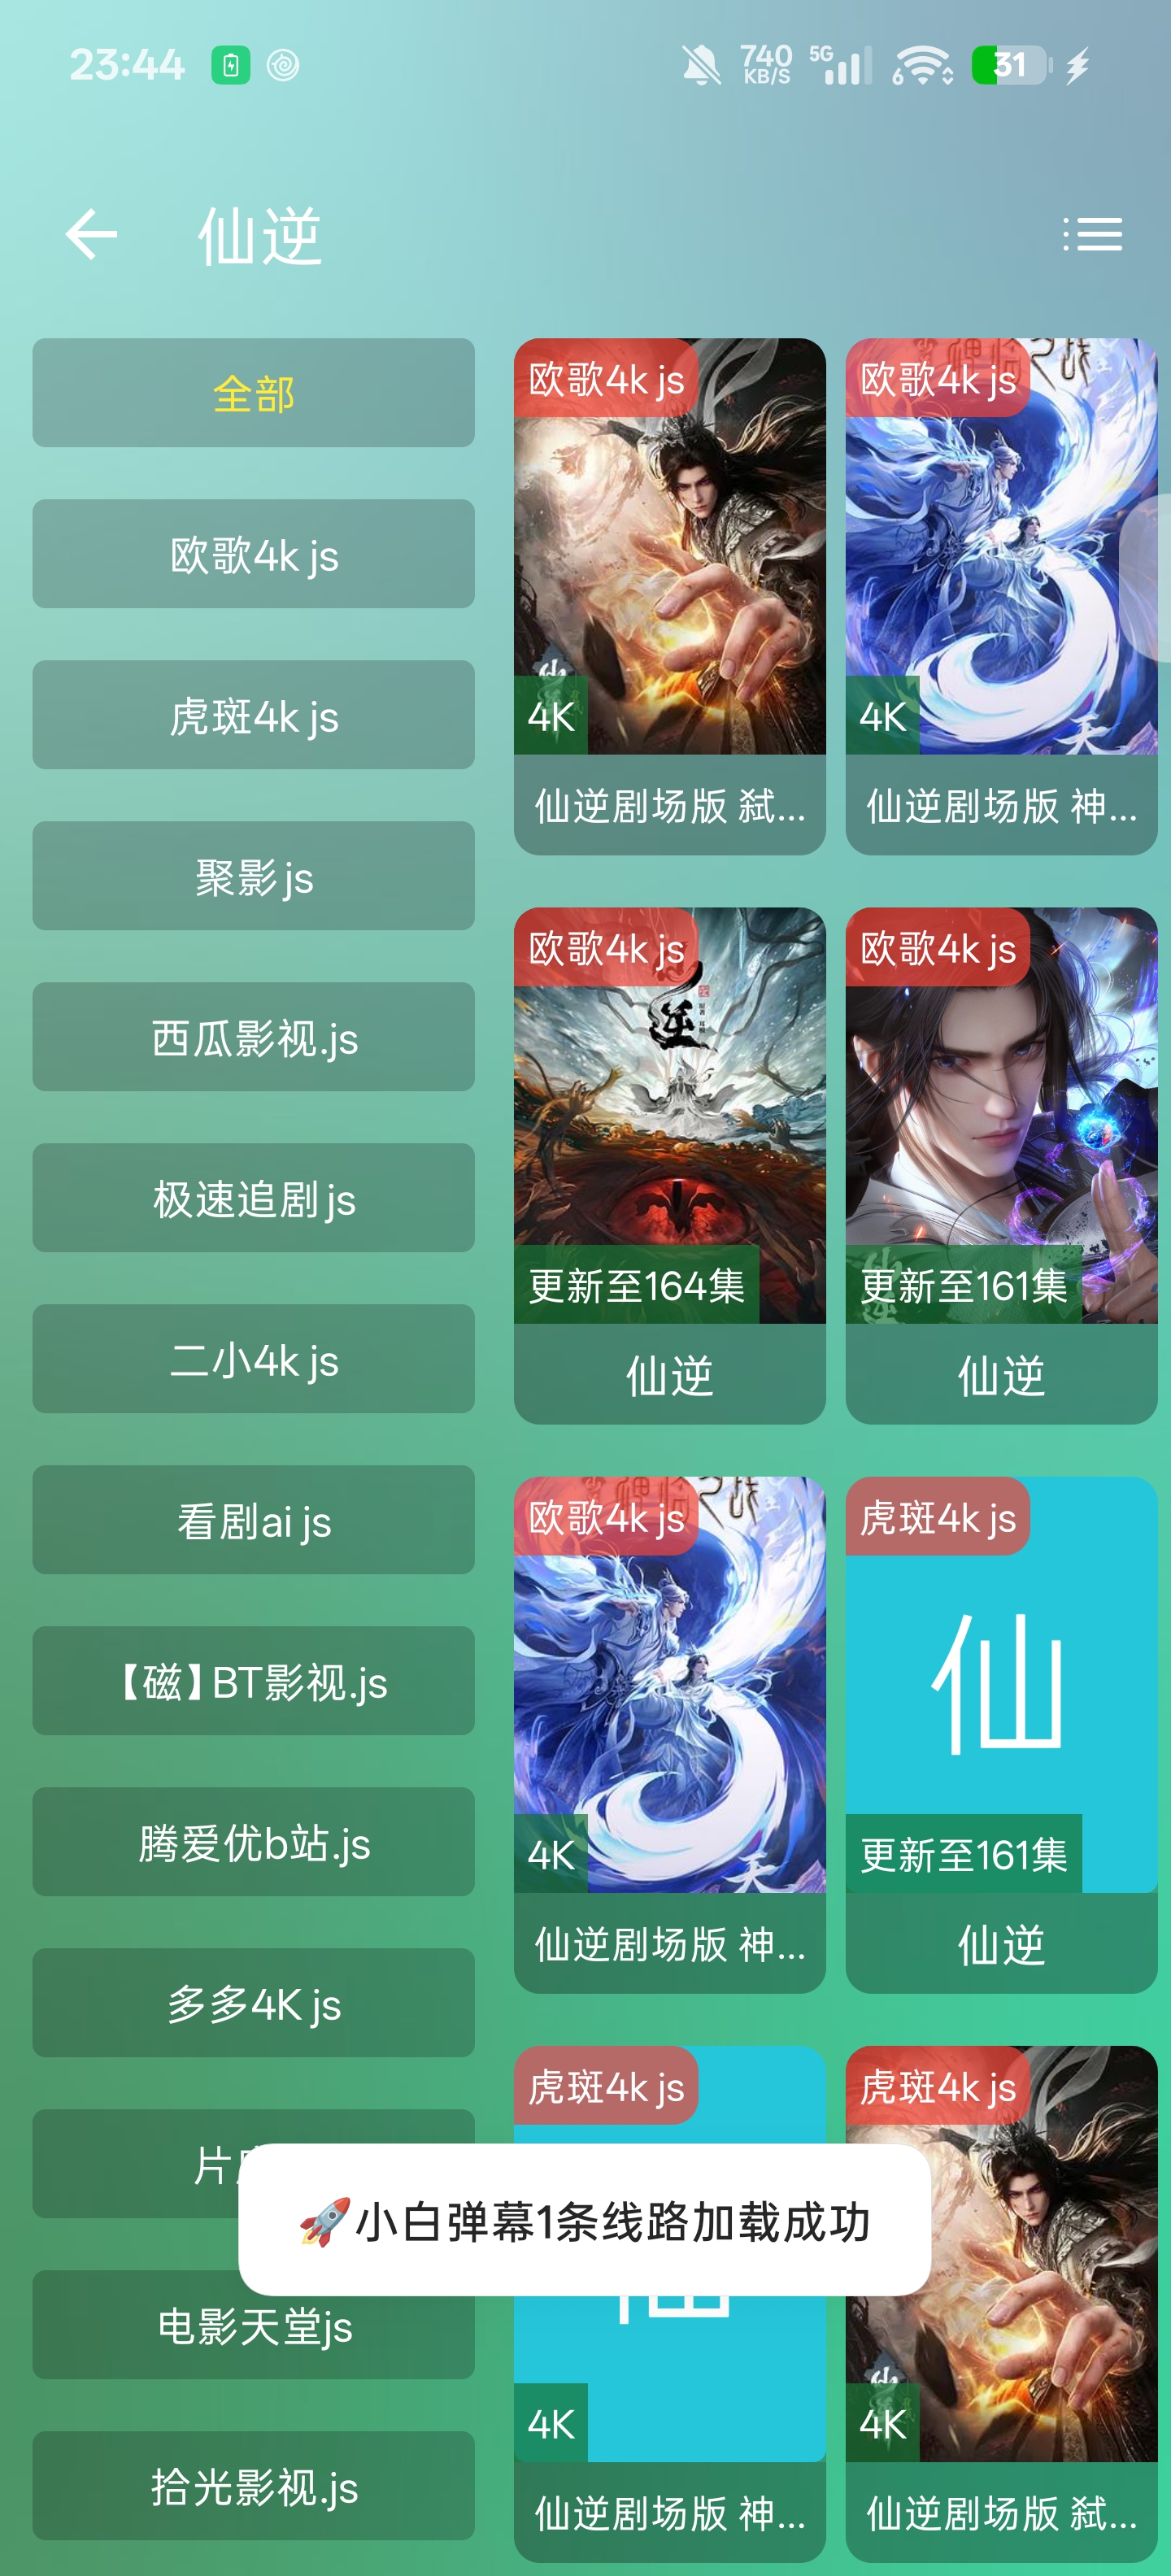 23:44
740
KB/S
5G
6
31
仙逆
全部
欧歌4k js
虎斑4k js
聚影js
西瓜影视.js
极速追剧js
二小4k js
看剧ai js
【磁】BT影视.js
腾爱优b站.js
多多4K js
片
电影天堂js
拾光影视.js
欧歌4k js
4K
仙逆剧场版 弑...
欧歌4k js
4K
仙逆剧场版 神...
欧歌4k js
逆
更新至164集
仙逆
欧歌4k js
更新至161集
仙逆
欧歌4k js
4K
仙逆剧场版 神...
虎斑4k js
仙
更新至161集
仙逆
虎斑4k js
4K
仙逆剧场版 神...
虎斑4k js
4K
仙逆剧场版 弑...
🚀小白弹幕1条线路加载成功